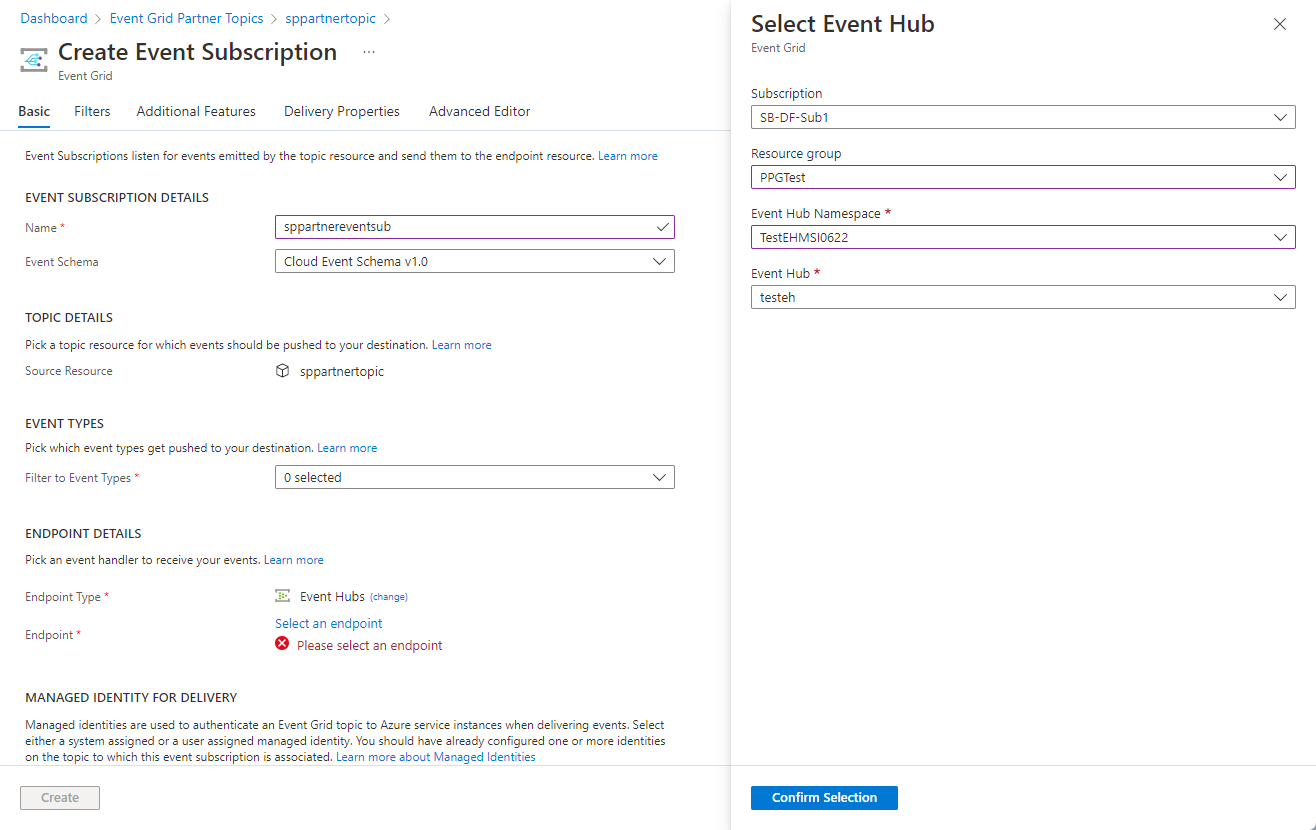 Dashboard > Event Grid Partner Topics > sppartnertopic >
Create Event Subscription ...
Event Grid
Basic Filters Additional Features Delivery Properties Advanced Editor
Event Subscriptions listen for events emitted by the topic resource and send them to the endpoint resource. Learn more
EVENT SUBSCRIPTION DETAILS
Name * sppartnereventsub
Event Schema Cloud Event Schema v1.0
TOPIC DETAILS
Pick a topic resource for which events should be pushed to your destination. Learn more
Source Resource sppartnertopic
EVENT TYPES
Pick which event types get pushed to your destination. Learn more
Filter to Event Types * 0 selected
ENDPOINT DETAILS
Pick an event handler to receive your events. Learn more
Endpoint Type * Event Hubs (change)
Select an endpoint
Endpoint *
Please select an endpoint
MANAGED IDENTITY FOR DELIVERY
Managed identities are used to authenticate an Event Grid topic to Azure service instances when delivering events. Select
either a system assigned or a user assigned managed identity. You should have already configured one or more identities
on the topic to which this event subscription is associated. Learn more about Managed Identities
Create
Select Event Hub
Event Grid
Subscription
SB-DF-Sub1
Resource group
PPGTest
Event Hub Namespace *
TestEHMSI0622
Event Hub *
testeh
Confirm Selection